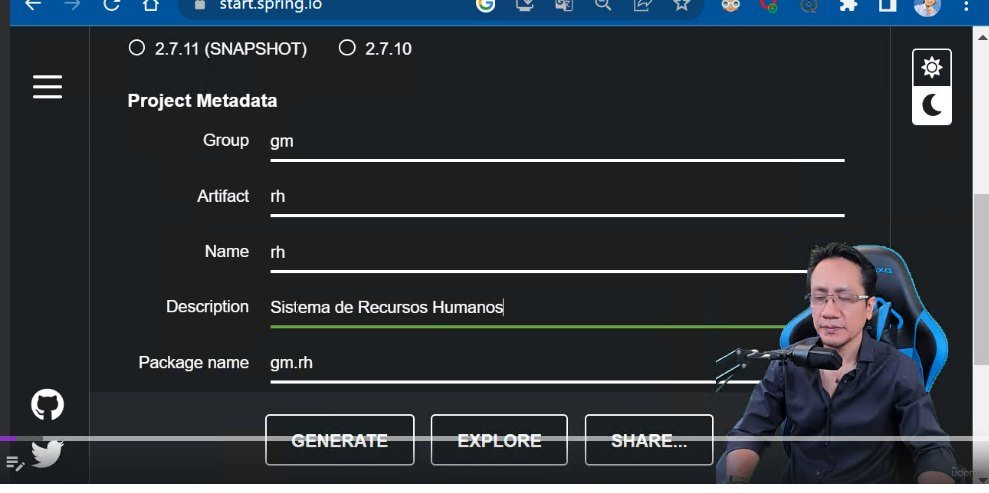 start.spring.io
2.7.11 (SNAPSHOT) 2.7.10
Project Metadata
Group gm
Artifact rh
Name rh
Description Sistema de Recursos Humanos
Package name gm.rh
GENERATE EXPLORE SHARE...